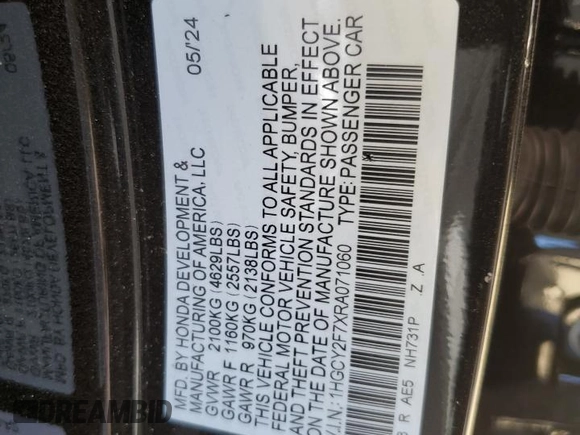 MFD. BY HONDA DEVELOPMENT &
MANUFACTURING OF AMERICA, LLC
05/'24
GVWR 2100KG (4629LBS)
GAWR F 1160KG (2557LBS)
GAWR R 970KG (2138LBS)
THIS VEHICLE CONFORMS TO ALL APPLICABLE
FEDERAL MOTOR VEHICLE SAFETY, BUMPER,
AND THEFT PREVENTION STANDARDS IN EFFECT
ON THE DATE OF MANUFACTURE SHOWN ABOVE.
V.I.N.: 1HGCY2F7XRA071060 TYPE: PASSENGER CAR
R AE5 NH731P Z .A
DREAMBID